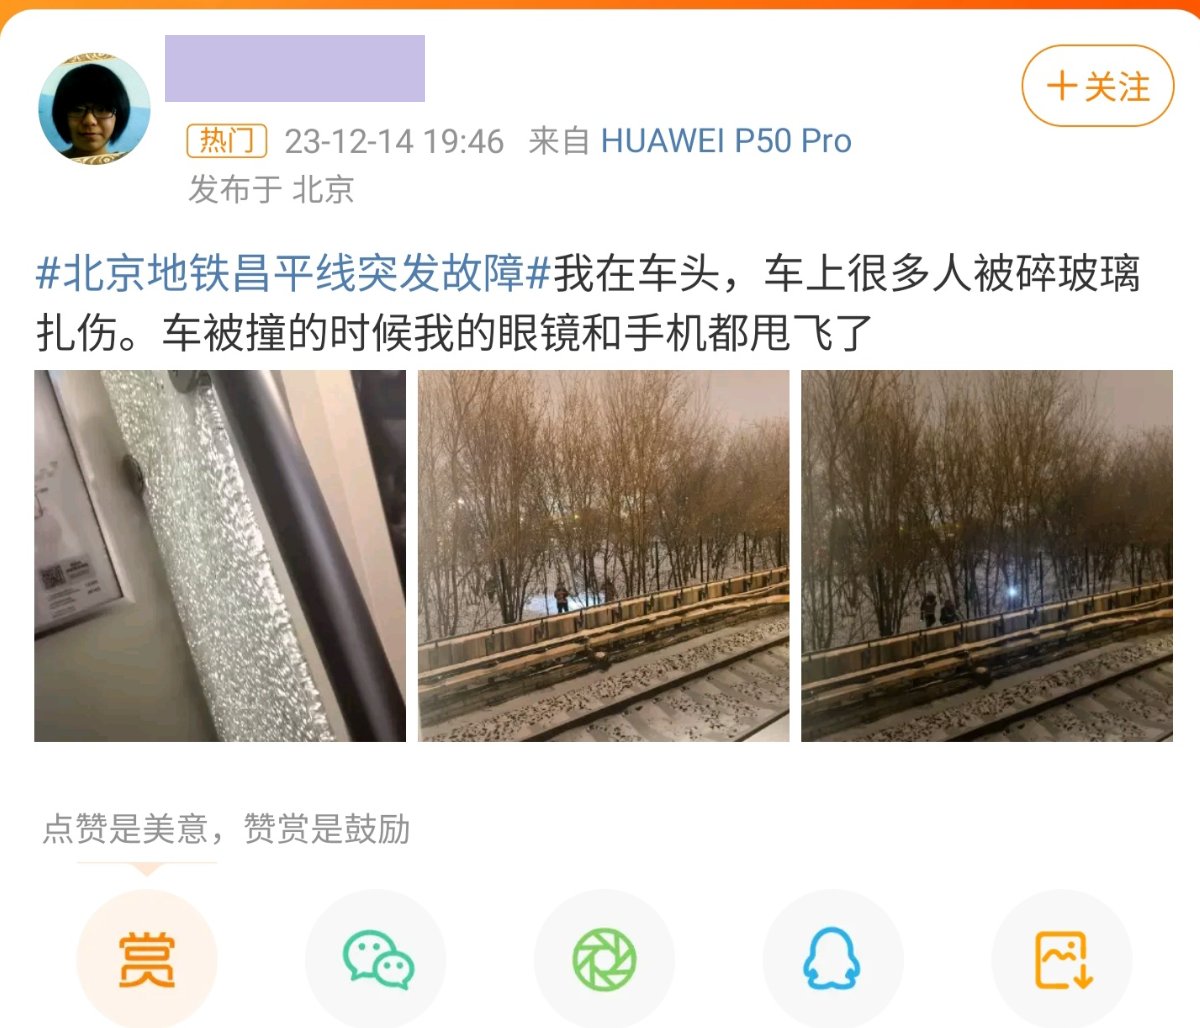 +关注
热门 23-12-14 19:46 来自 HUAWEI P50 Pro
发布于 北京
#北京地铁昌平线突发故障#我在车头，车上很多人被碎玻璃
扎伤。车被撞的时候我的眼镜和手机都甩飞了
点赞是美意，赞赏是鼓励
赏